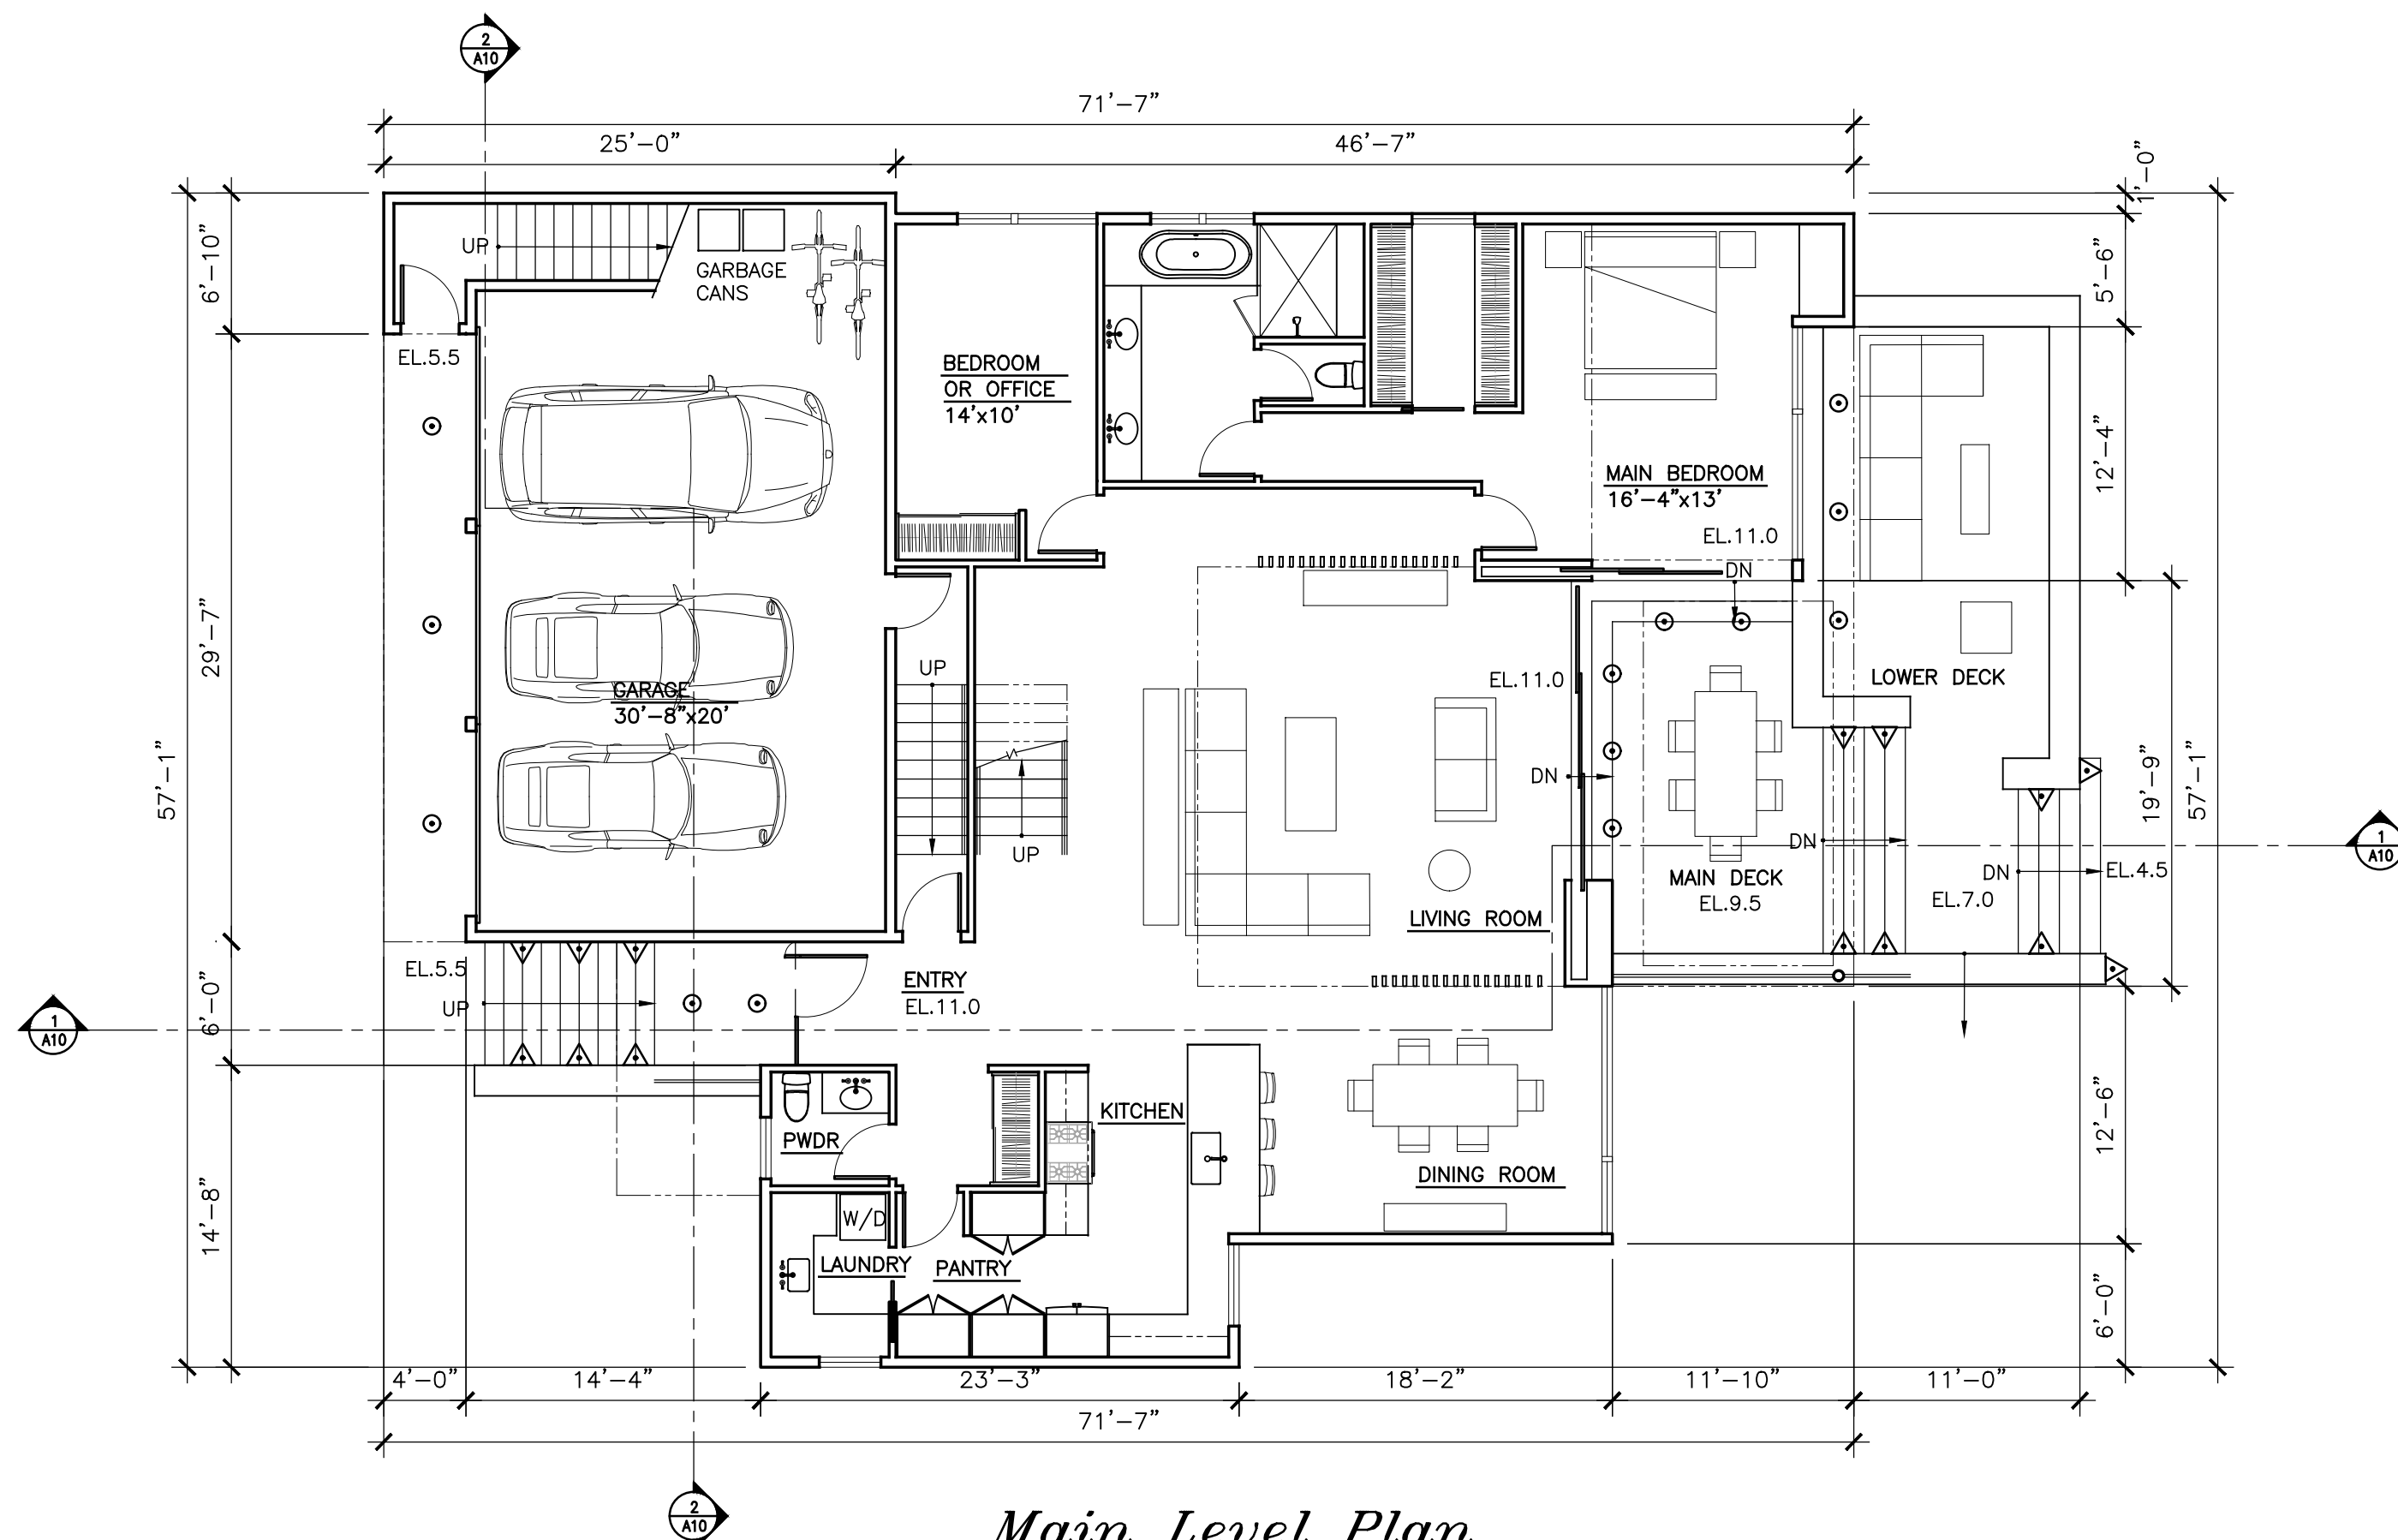 2
A10
71'-7"
25'-0"
46'-7"
1'-0"
6'-10"
5'-6"
UP
GARBAGE
CANS
EL.5.5
BEDROOM
OR OFFICE
14'x10'
12'-4"
MAIN BEDROOM
16'-4"x13'
EL.11.0
DN
29'-7"
UP
EL.11.0
LOWER DECK
GARAGE
30'-8"x20'
57'-1"
19'-9"
57'-1"
DN
DN
UP
1
A10
MAIN DECK
EL.9.5
DN
EL.4.5
EL.7.0
LIVING ROOM
EL.5.5
ENTRY
EL.11.0
UP
6'-0"
1
A10
KITCHEN
12'-6"
PWDR
DINING ROOM
14'-8"
W/D
LAUNDRY
PANTRY
6'-0"
4'-0"
14'-4"
23'-3"
18'-2"
11'-10"
11'-0"
71'-7"
2
A10
Main Level Plan